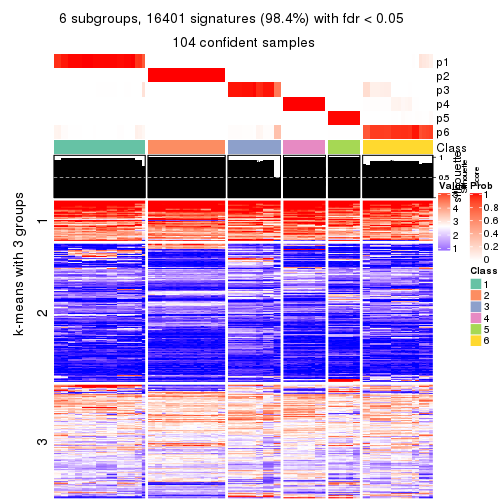 6 subgroups, 16401 signatures (98.4%) with fdr < 0.05
104 confident samples
p1
p2
p3
p4
p5
p6
Class
1
0.5
Silhouette
score
k-means with 3 groups
1
2
3
Value
4
3
2
1
Prob
1
0.8
0.6
0.4
0.2
0
Class
1
2
3
4
5
6